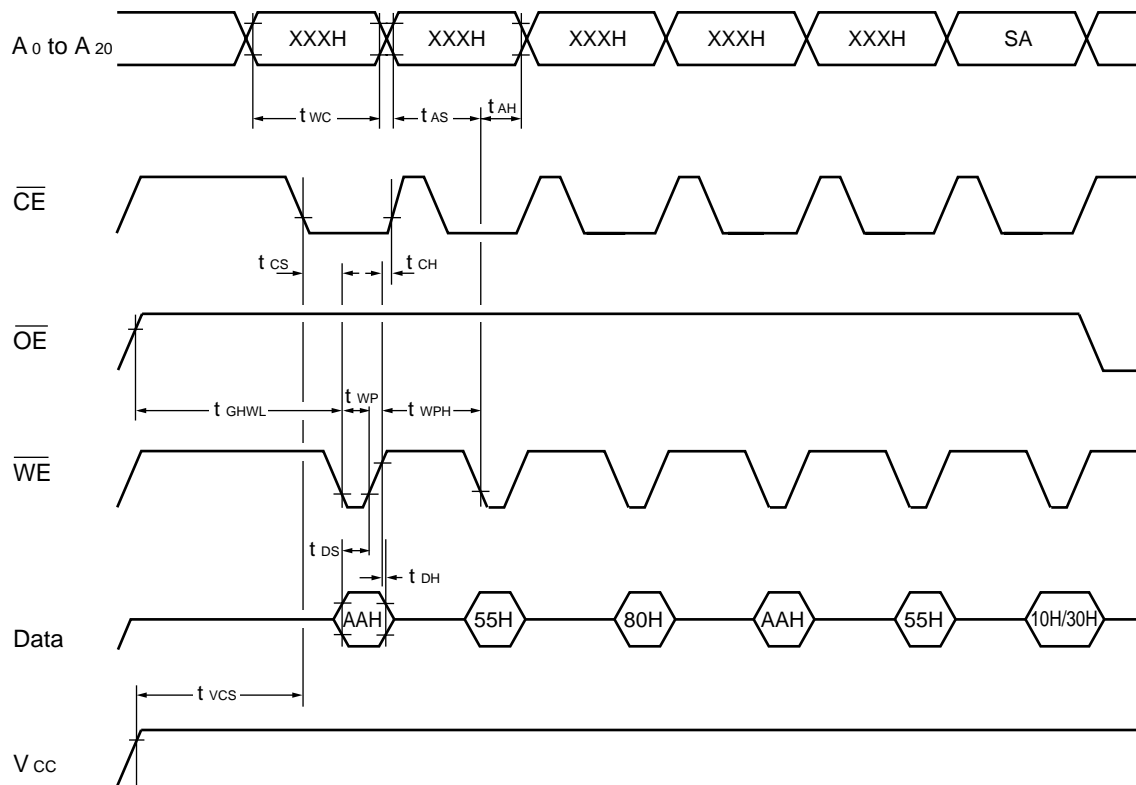 A 0 to A 20
XXXH XXXH XXXH XXXH XXXH SA
t WC t AS t AH
CE
t CS t CH
OE
t GHWL t WP t WPH
WE
t DS
t DH
Data AAH 55H 80H AAH 55H 10H/30H
t VCS
V CC